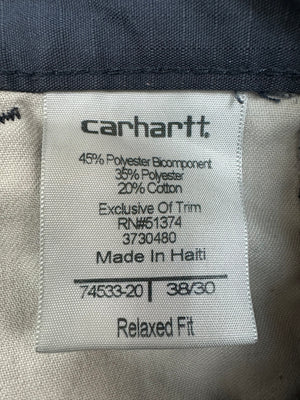 carhartt
45% Polyester Bicomponent
35% Polyester
20% Cotton
Exclusive Of Trim
RN#51374
3730480
Made In Haiti
74533-20 38/30
Relaxed Fit